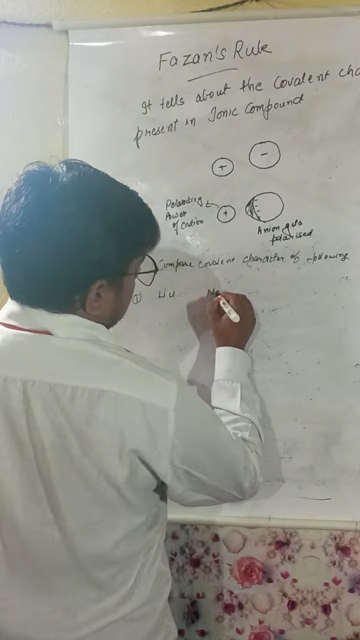 Fazan's Rule
It tells about the Covalent cha
present in Ionic Compound
+
-
Polarising
Power
of Cation
+
Anion gets
polarised
Compare covalent character of following
① Na